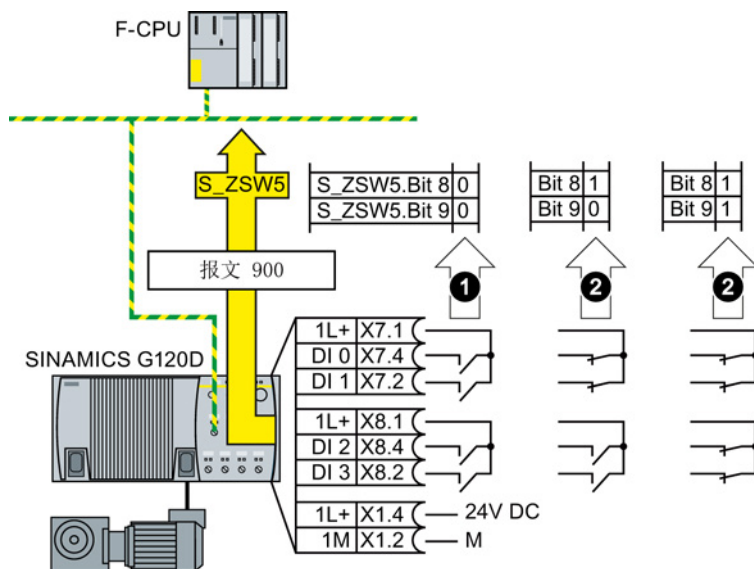 F-CPU
S_ZSW5
S_ZSW5.Bit 8 0
S_ZSW5.Bit 9 0
Bit 8 1
Bit 9 0
Bit 8 1
Bit 9 1
报文 900
1
2
2
SINAMICS G120D
1L+ X7.1
DI 0 X7.4
DI 1 X7.2
1L+ X8.1
DI 2 X8.4
DI 3 X8.2
1L+ X1.4 24V DC
1M X1.2 M